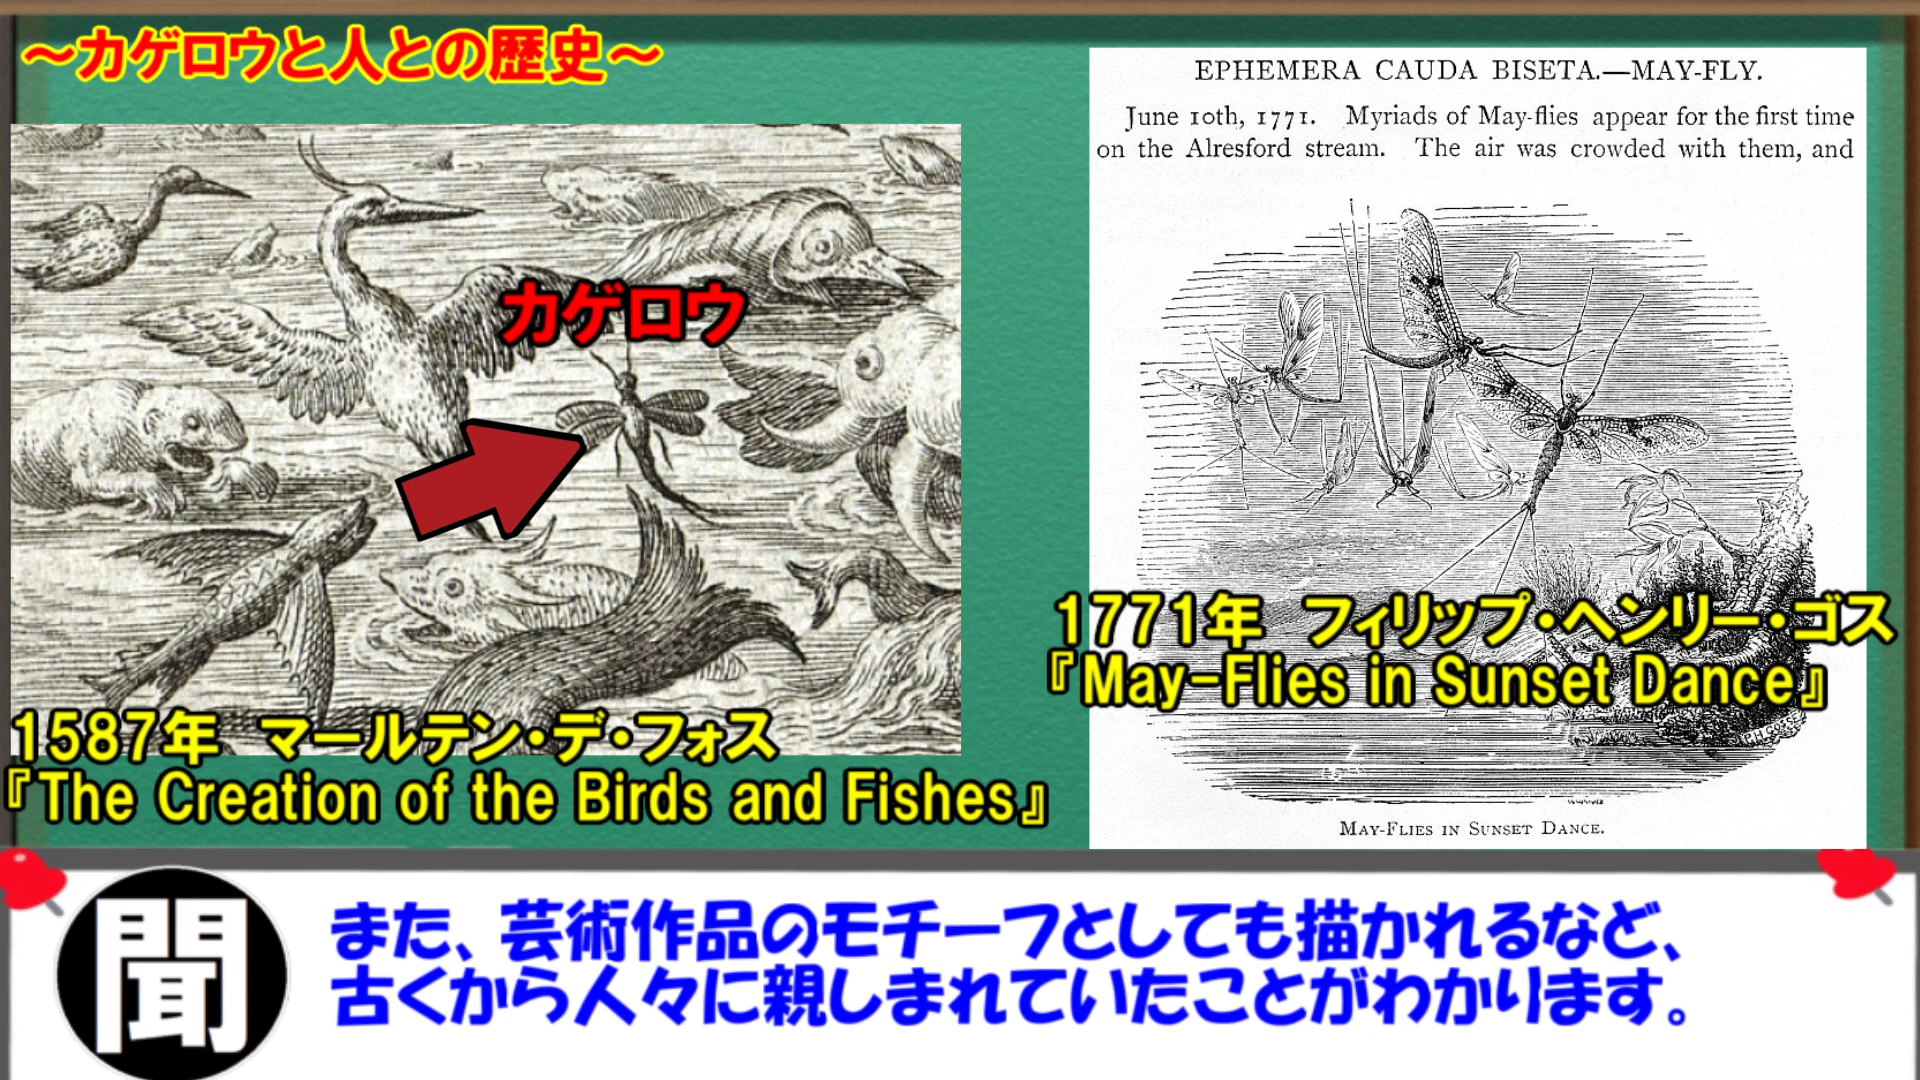 ～カゲロウと人との歴史～
カゲロウ
1587年　マールテン・デ・フォス
『The Creation of the Birds and Fishes』
EPHEMERA CAUDA BISETA.—MAY-FLY.
June 10th, 1771. Myriads of May-flies appear for the first time
on the Alresford stream. The air was crowded with them, and
1771年　フィリップ・ヘンリー・ゴス
『May-Flies in Sunset Dance』
MAY-FLIES IN SUNSET DANCE.
聞
また、芸術作品のモチーフとしても描かれるなど、
古くから人々に親しまれていたことがわかります。